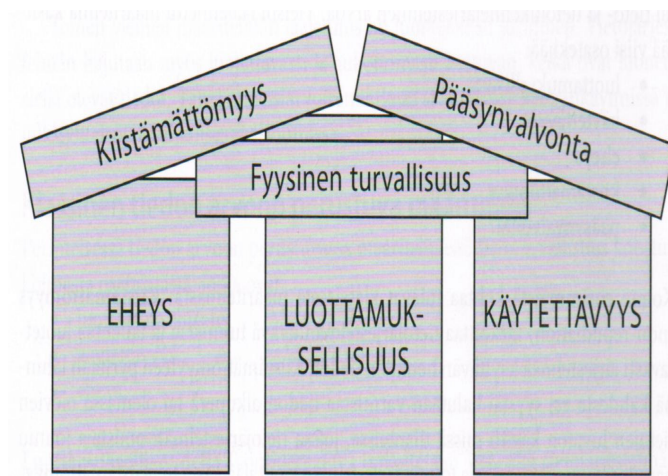 Kiistämättömyys
Pääsynvalvonta
Fyysinen turvallisuus
EHEYS
LUOTTAMUK-
SELLISUUS
KÄYTETTÄVYYS